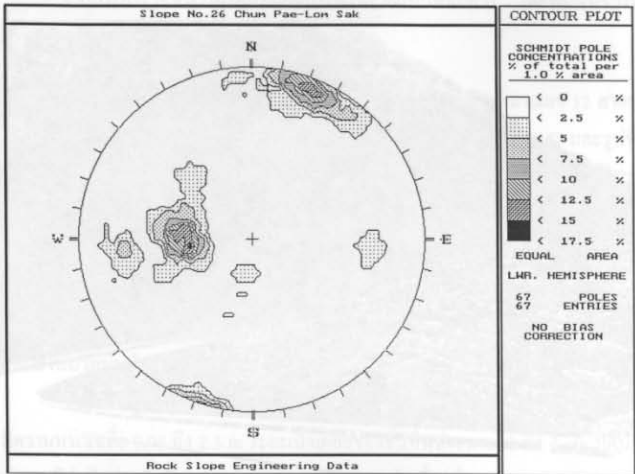 Slope No.26 Chum Pae-Lom Sak
N
W
E
S
Rock Slope Engineering Data
CONTOUR PLOT
SCHMIDT POLE
CONCENTRATIONS
% of total per
1.0 % area
< 0 %
< 2.5 %
< 5 %
< 7.5 %
< 10 %
< 12.5 %
< 15 %
< 17.5 %
EQUAL AREA
LWR. HEMISPHERE
67 POLES
67 ENTRIES
NO BIAS
CORRECTION